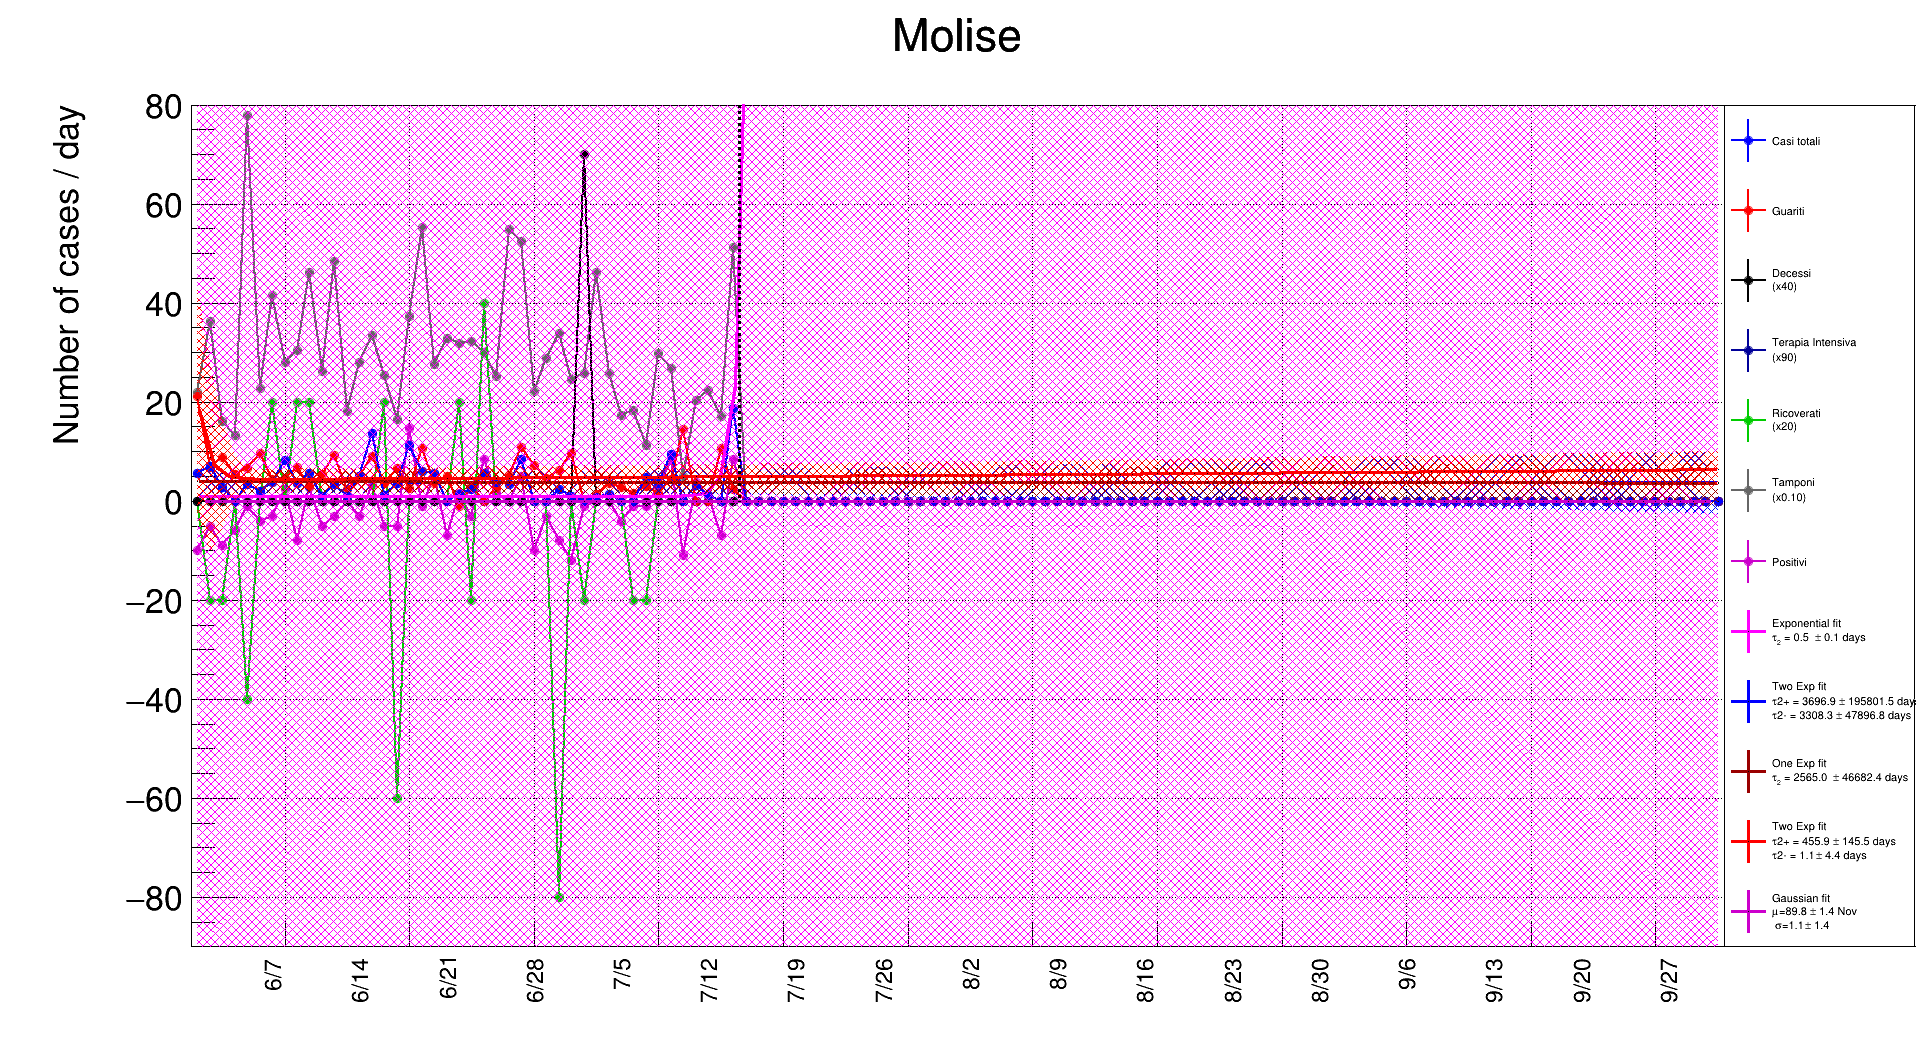 Molise
Number of cases / day
80
60
40
20
0
−20
−40
−60
−80
6/7
6/14
6/21
6/28
7/5
7/12
7/19
7/26
8/2
8/9
8/16
8/23
8/30
9/6
9/13
9/20
9/27
Casi totali
Guariti
Decessi
(x40)
Terapia Intensiva
(x90)
Ricoverati
(x20)
Tamponi
(x0.10)
Positivi
Exponential fit
τ2 = 0.5 ± 0.1 days
Two Exp fit
τ2+ = 3696.9 ± 195801.5 day
τ2- = 3308.3 ± 47896.8 days
One Exp fit
τ2 = 2565.0 ± 46682.4 days
Two Exp fit
τ2+ = 455.9 ± 145.5 days
τ2- = 1.1± 4.4 days
Gaussian fit
μ=89.8 ± 1.4 Nov
σ=1.1± 1.4